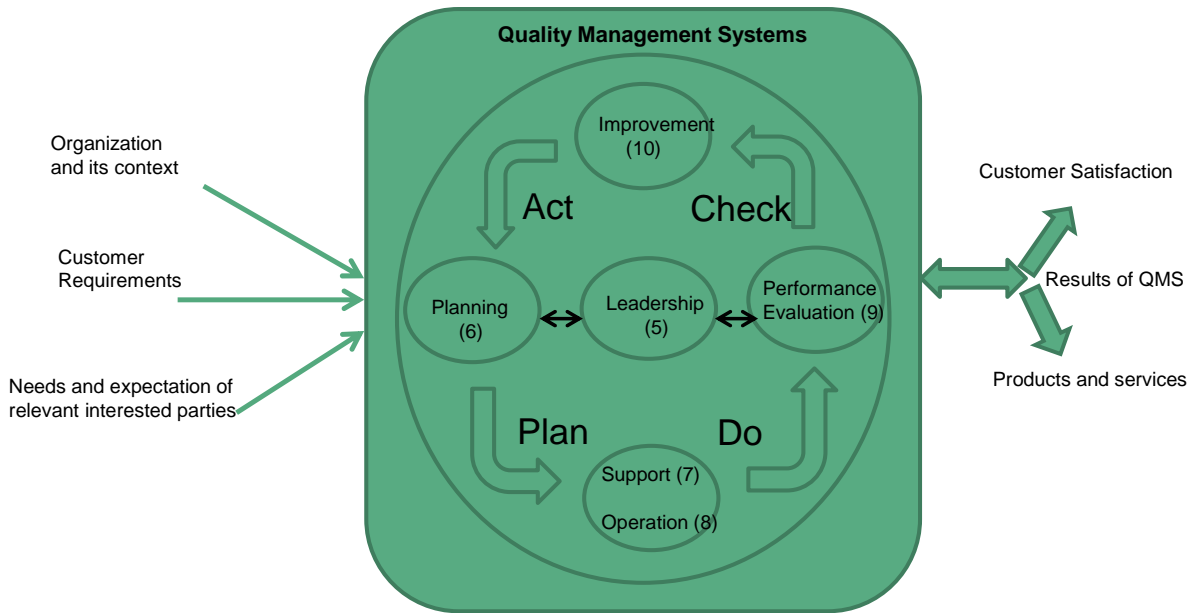 Quality Management Systems
Organization
and its context
Customer
Requirements
Needs and expectation of
relevant interested parties
Improvement
(10)
Act
Check
Planning
(6)
Leadership
(5)
Performance
Evaluation (9)
Plan
Do
Support (7)
Operation (8)
Customer Satisfaction
Results of QMS
Products and services